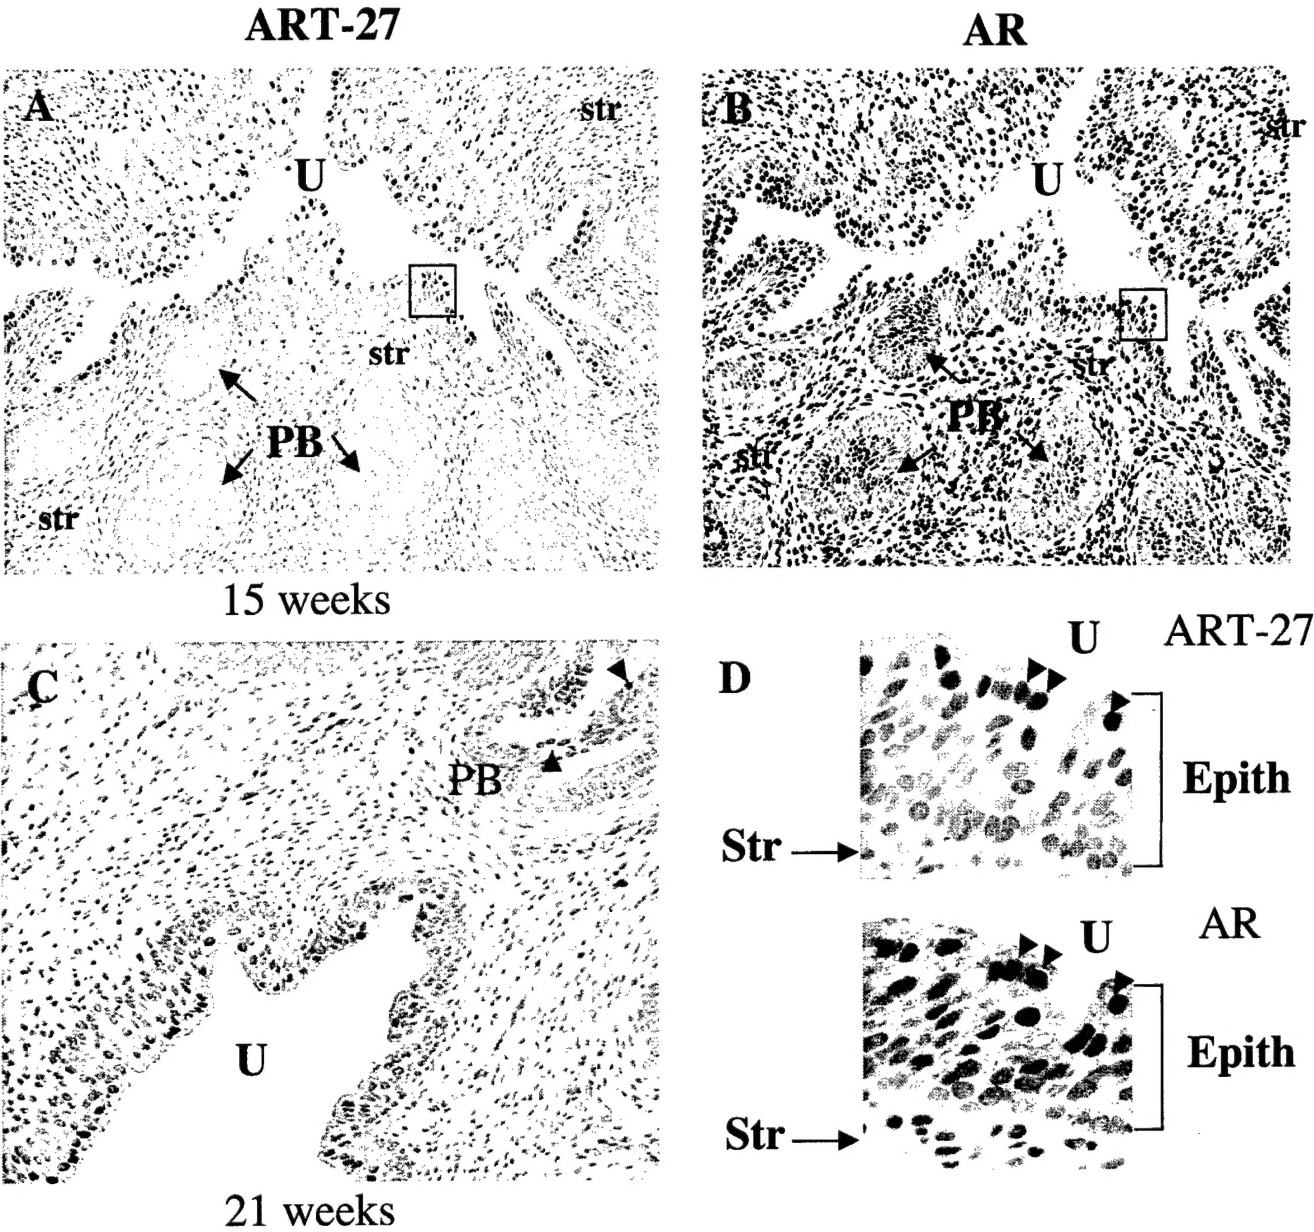 ART-27
AR
A
str
U
str
PB
str
B
str
U
str
PB
str
15 weeks
C
PB
U
21 weeks
D
U
ART-27
Epith
Str
U
AR
Epith
Str